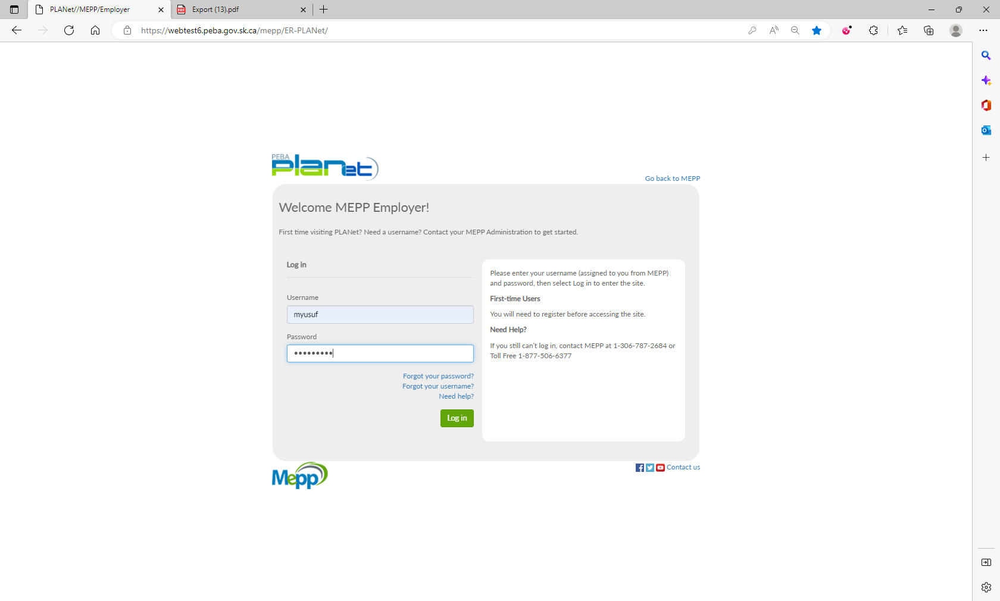 PLANet//MEPP/Employer
Export (13).pdf
https://webtest6.peba.gov.sk.ca/mepp/ER-PLANet/
PEBA
planet
Go back to MEPP
Welcome MEPP Employer!
First time visiting PLANet? Need a username? Contact your MEPP Administration to get started.
Log in
Username
myusuf
Password
•••••••••
Forgot your password?
Forgot your username?
Need help?
Log in
Please enter your username (assigned to you from MEPP)
and password, then select Log in to enter the site.
First-time Users
You will need to register before accessing the site.
Need Help?
If you still can't log in, contact MEPP at 1-306-787-2684 or
Toll Free 1-877-506-6377
Mepp
Contact us